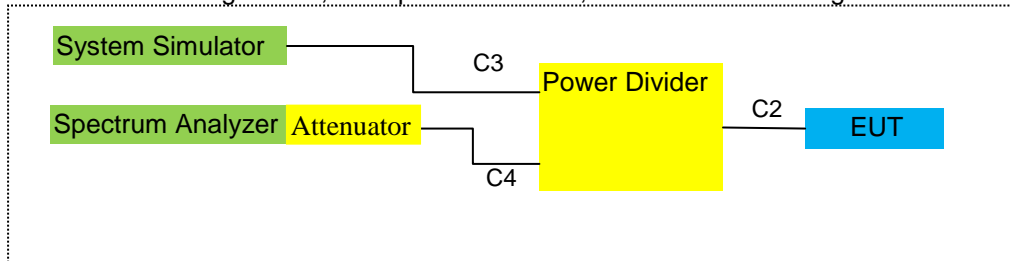 System Simulator
C3
Power Divider
C2
Spectrum Analyzer Attenuator
EUT
C4